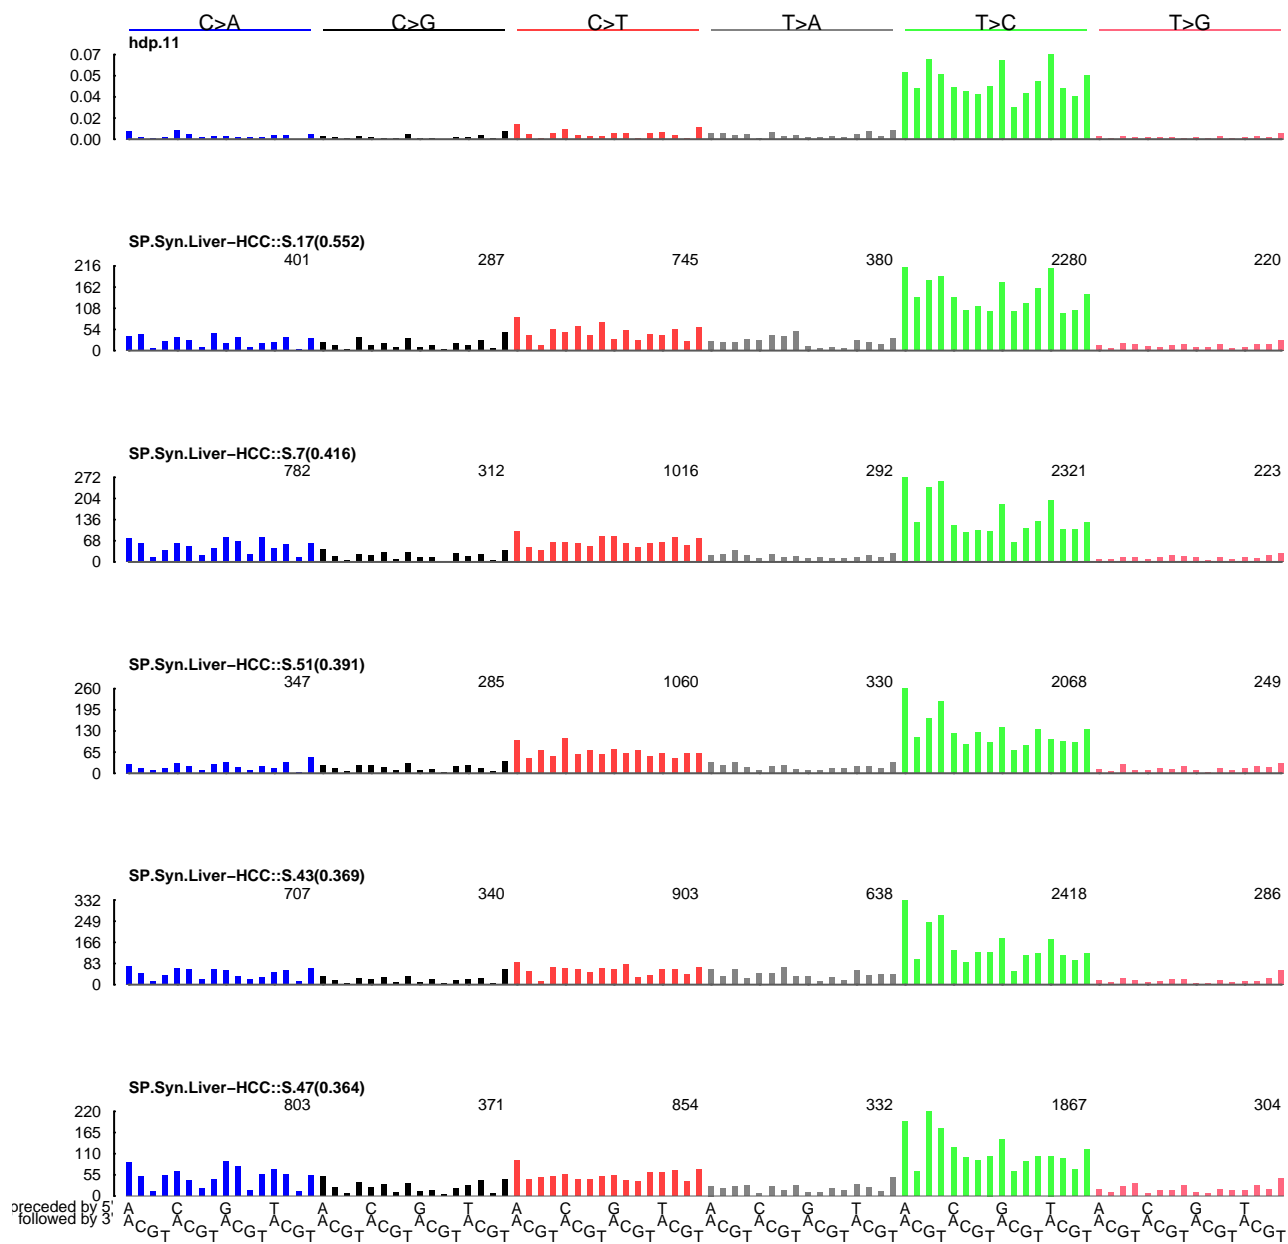 C>A C>G C>T T>A T>C T>G
hdp.11
0.07
0.05
0.04
0.02
0.00
SP.Syn.Liver−HCC::S.17(0.552)
401 287 745 380 2280 220
216
162
108
54
0
SP.Syn.Liver−HCC::S.7(0.416)
782 312 1016 292 2321 223
272
204
136
68
0
SP.Syn.Liver−HCC::S.51(0.391)
347 285 1060 330 2068 249
260
195
130
65
0
SP.Syn.Liver−HCC::S.43(0.369)
707 340 903 638 2418 286
332
249
166
83
0
SP.Syn.Liver−HCC::S.47(0.364)
803 371 854 332 1867 304
220
165
110
55
0
preceded by 5' A C G T A C G T A C G T A C G T A C G T A C G T
followed by 3' A C G T A C G T A C G T A C G T A C G T A C G T A C G T A C G T A C G T A C G T A C G T A C G T A C G T A C G T A C G T A C G T A C G T A C G T A C G T A C G T A C G T A C G T A C G T A C G T